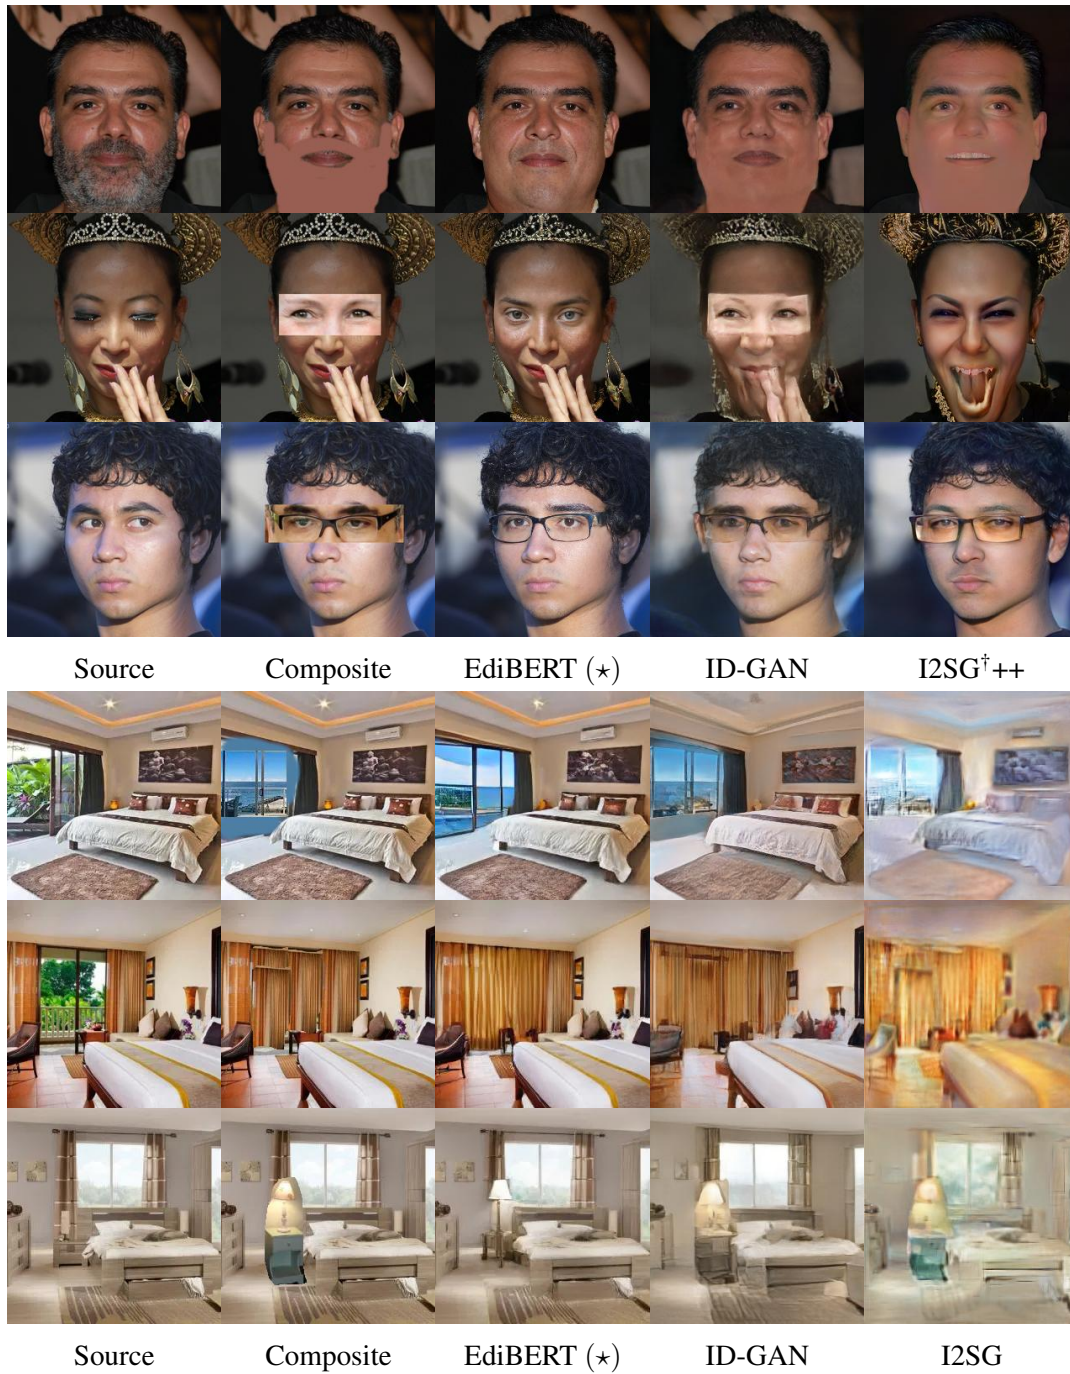 Source Composite EdiBERT (⋆) ID-GAN I2SG†++
Source Composite EdiBERT (⋆) ID-GAN I2SG